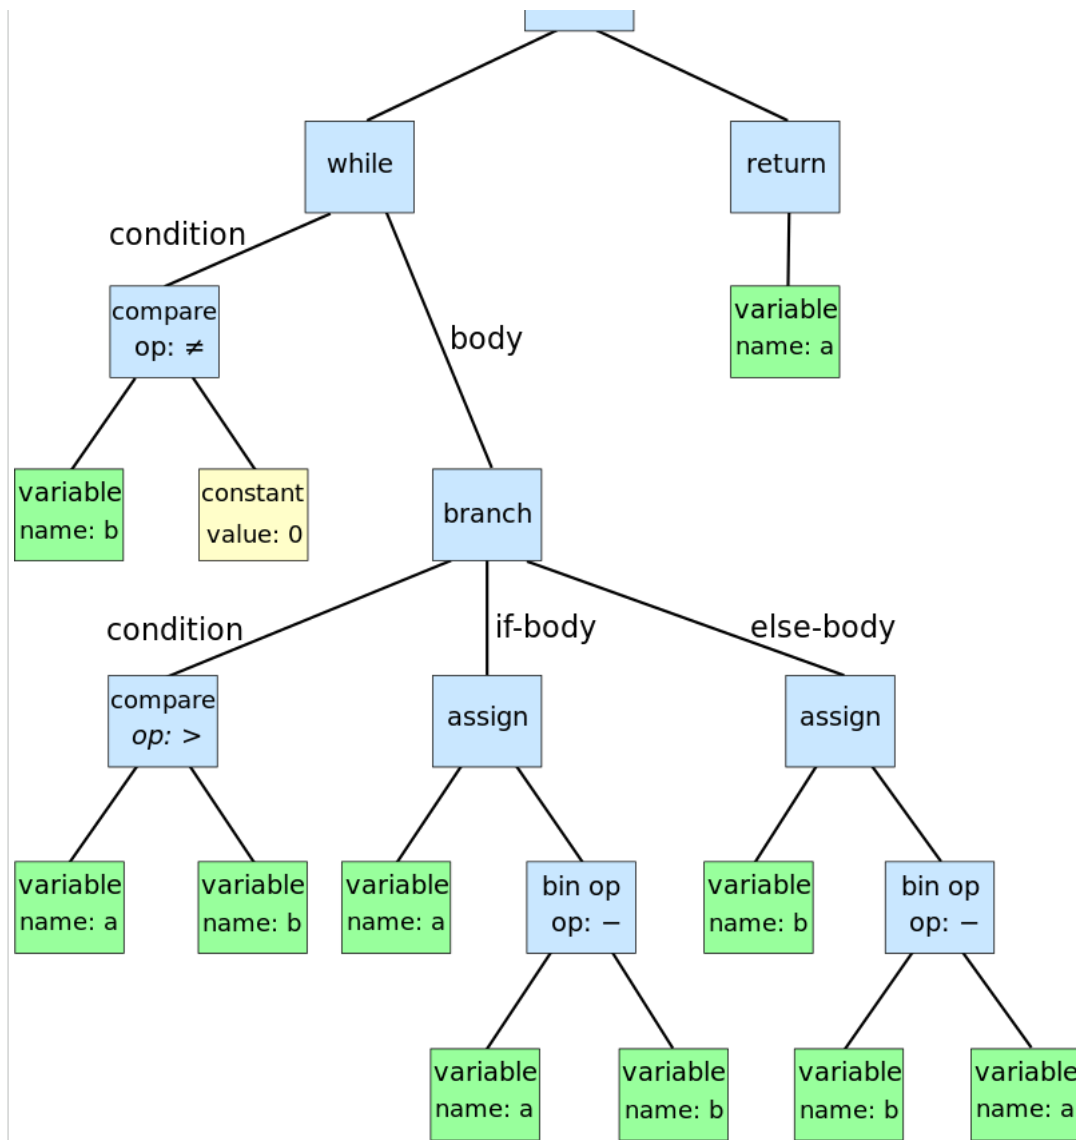 while
return
condition
compare
op: ≠
variable
name: a
body
variable
name: b
constant
value: 0
branch
condition
if-body
else-body
compare
op: >
assign
assign
variable
name: a
variable
name: b
variable
name: a
bin op
op: −
variable
name: b
bin op
op: −
variable
name: a
variable
name: b
variable
name: b
variable
name: a